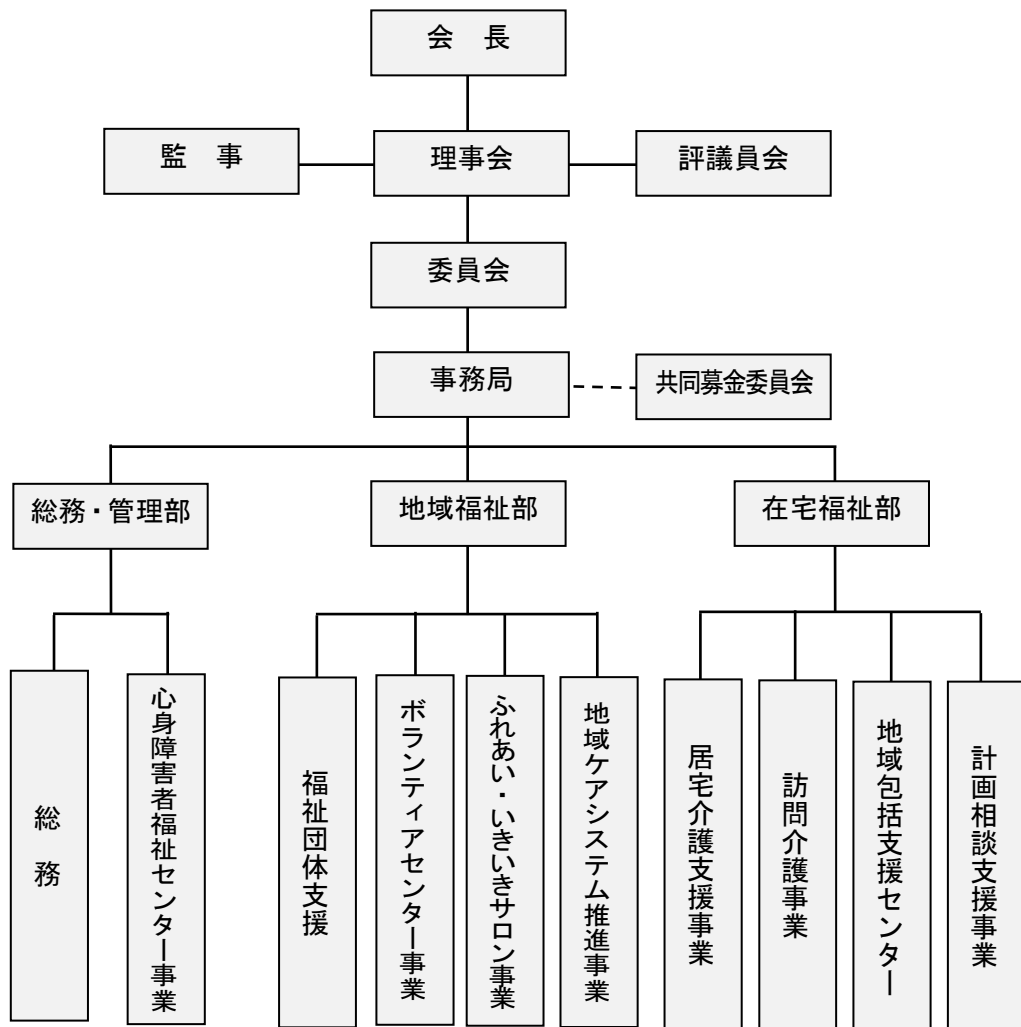 会　長
監　事
理事会
評議員会
委員会
事務局
共同募金委員会
総務・管理部
地域福祉部
在宅福祉部
総　務
心身障害者福祉センター事業
福祉団体支援
ボランティアセンター事業
ふれあい・いきいきサロン事業
地域ケアシステム推進事業
居宅介護支援事業
訪問介護事業
地域包括支援センター
計画相談支援事業